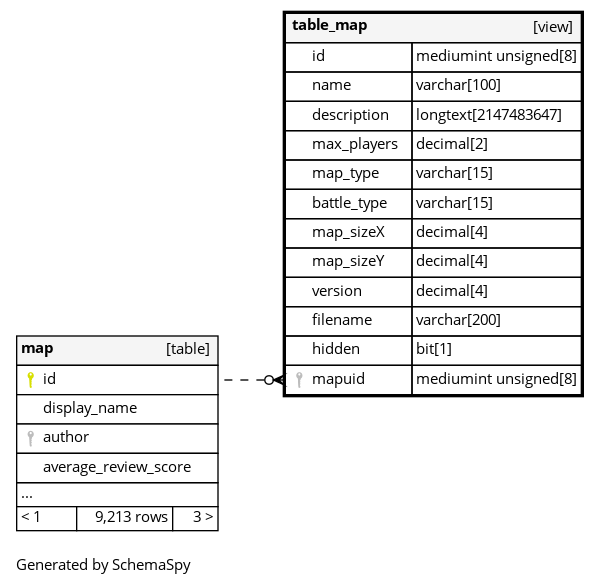 table_map [view]
id mediumint unsigned[8]
name varchar[100]
description longtext[2147483647]
max_players decimal[2]
map_type varchar[15]
battle_type varchar[15]
map_sizeX decimal[4]
map_sizeY decimal[4]
version decimal[4]
filename varchar[200]
hidden bit[1]
mapuid mediumint unsigned[8]
map [table]
id
display_name
author
average_review_score
...
< 1 9,213 rows 3 >
Generated by SchemaSpy